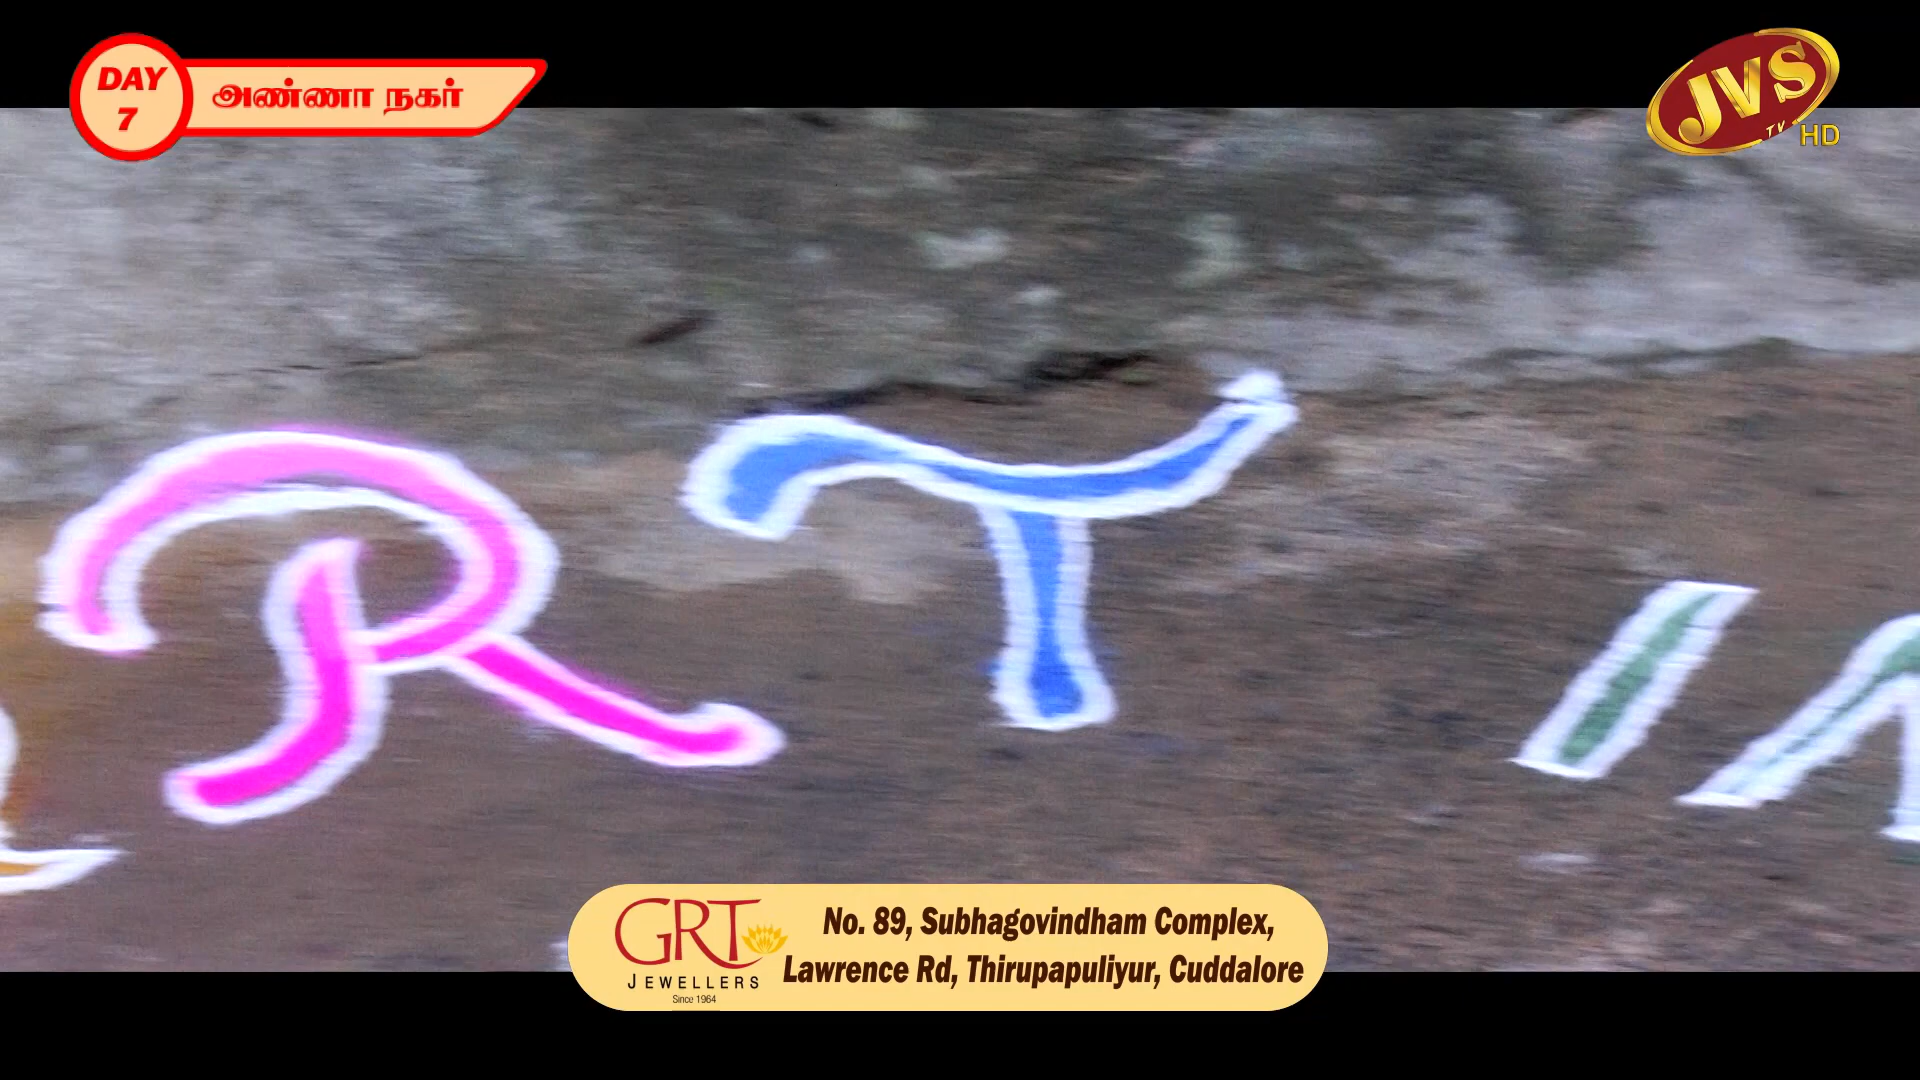 DAY
7
அண்ணா நகர்
JVS
TV HD
R T
GRT
JEWELLERS
Since 1964
No. 89, Subhagovindham Complex,
Lawrence Rd, Thirupapuliyur, Cuddalore